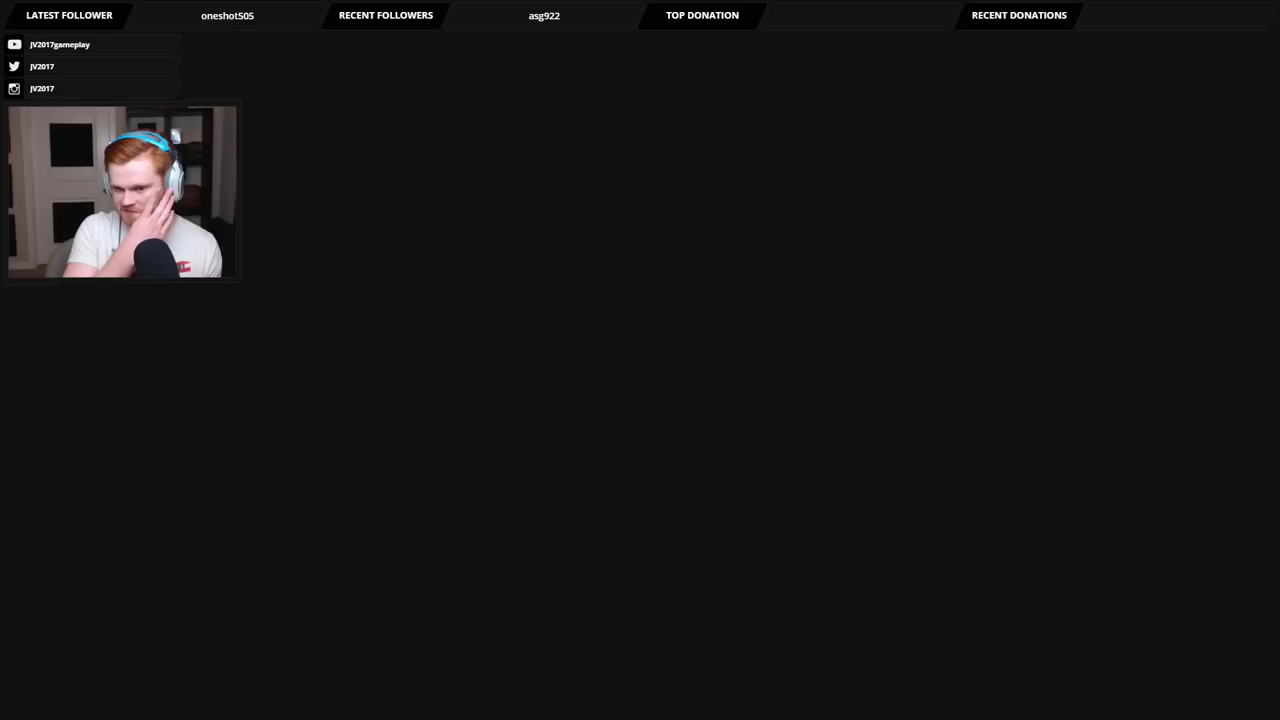 LATEST FOLLOWER oneshot505 RECENT FOLLOWERS asg922 TOP DONATION RECENT DONATIONS
JV2017gameplay
JV2017
JV2017